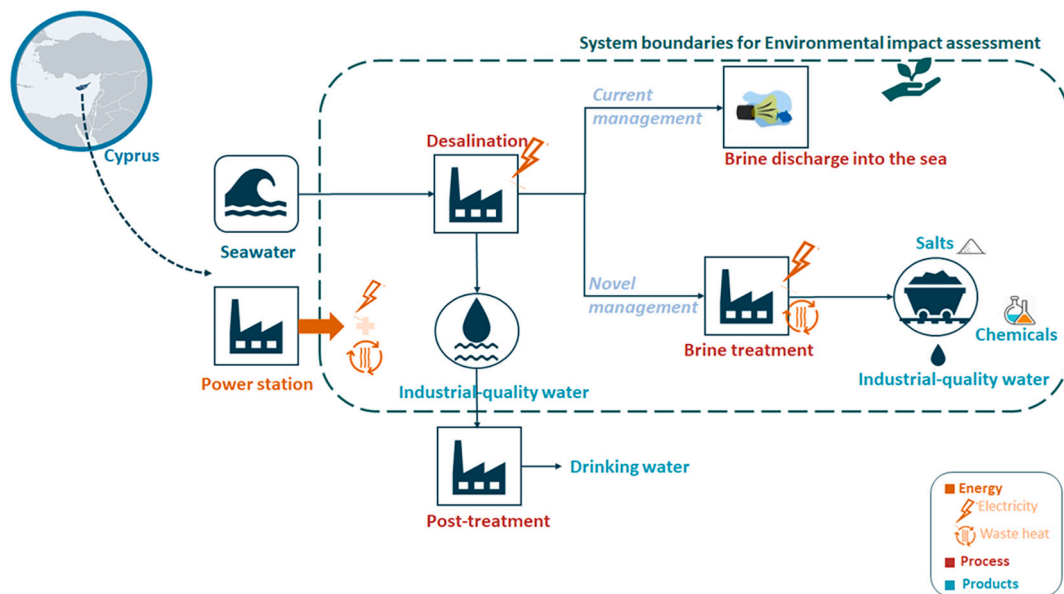 System boundaries for Environmental impact assessment
Cyprus
Current
management
Desalination
Brine discharge into the sea
Seawater
Salts
Novel
management
Chemicals
Brine treatment
Power station
Industrial-quality water
Industrial-quality water
Drinking water
Post-treatment
Energy
Electricity
Waste heat
Process
Products